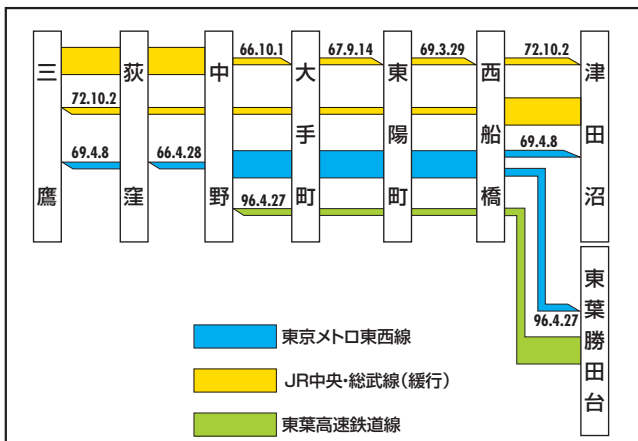 66.10.1
67.9.14
69.3.29
72.10.2
三鷹
荻窪
中野
大手町
東陽町
西船橋
津田沼
72.10.2
69.4.8
66.4.28
69.4.8
96.4.27
東葉勝田台
96.4.27
東京メトロ東西線
JR中央・総武線(緩行)
東葉高速鉄道線